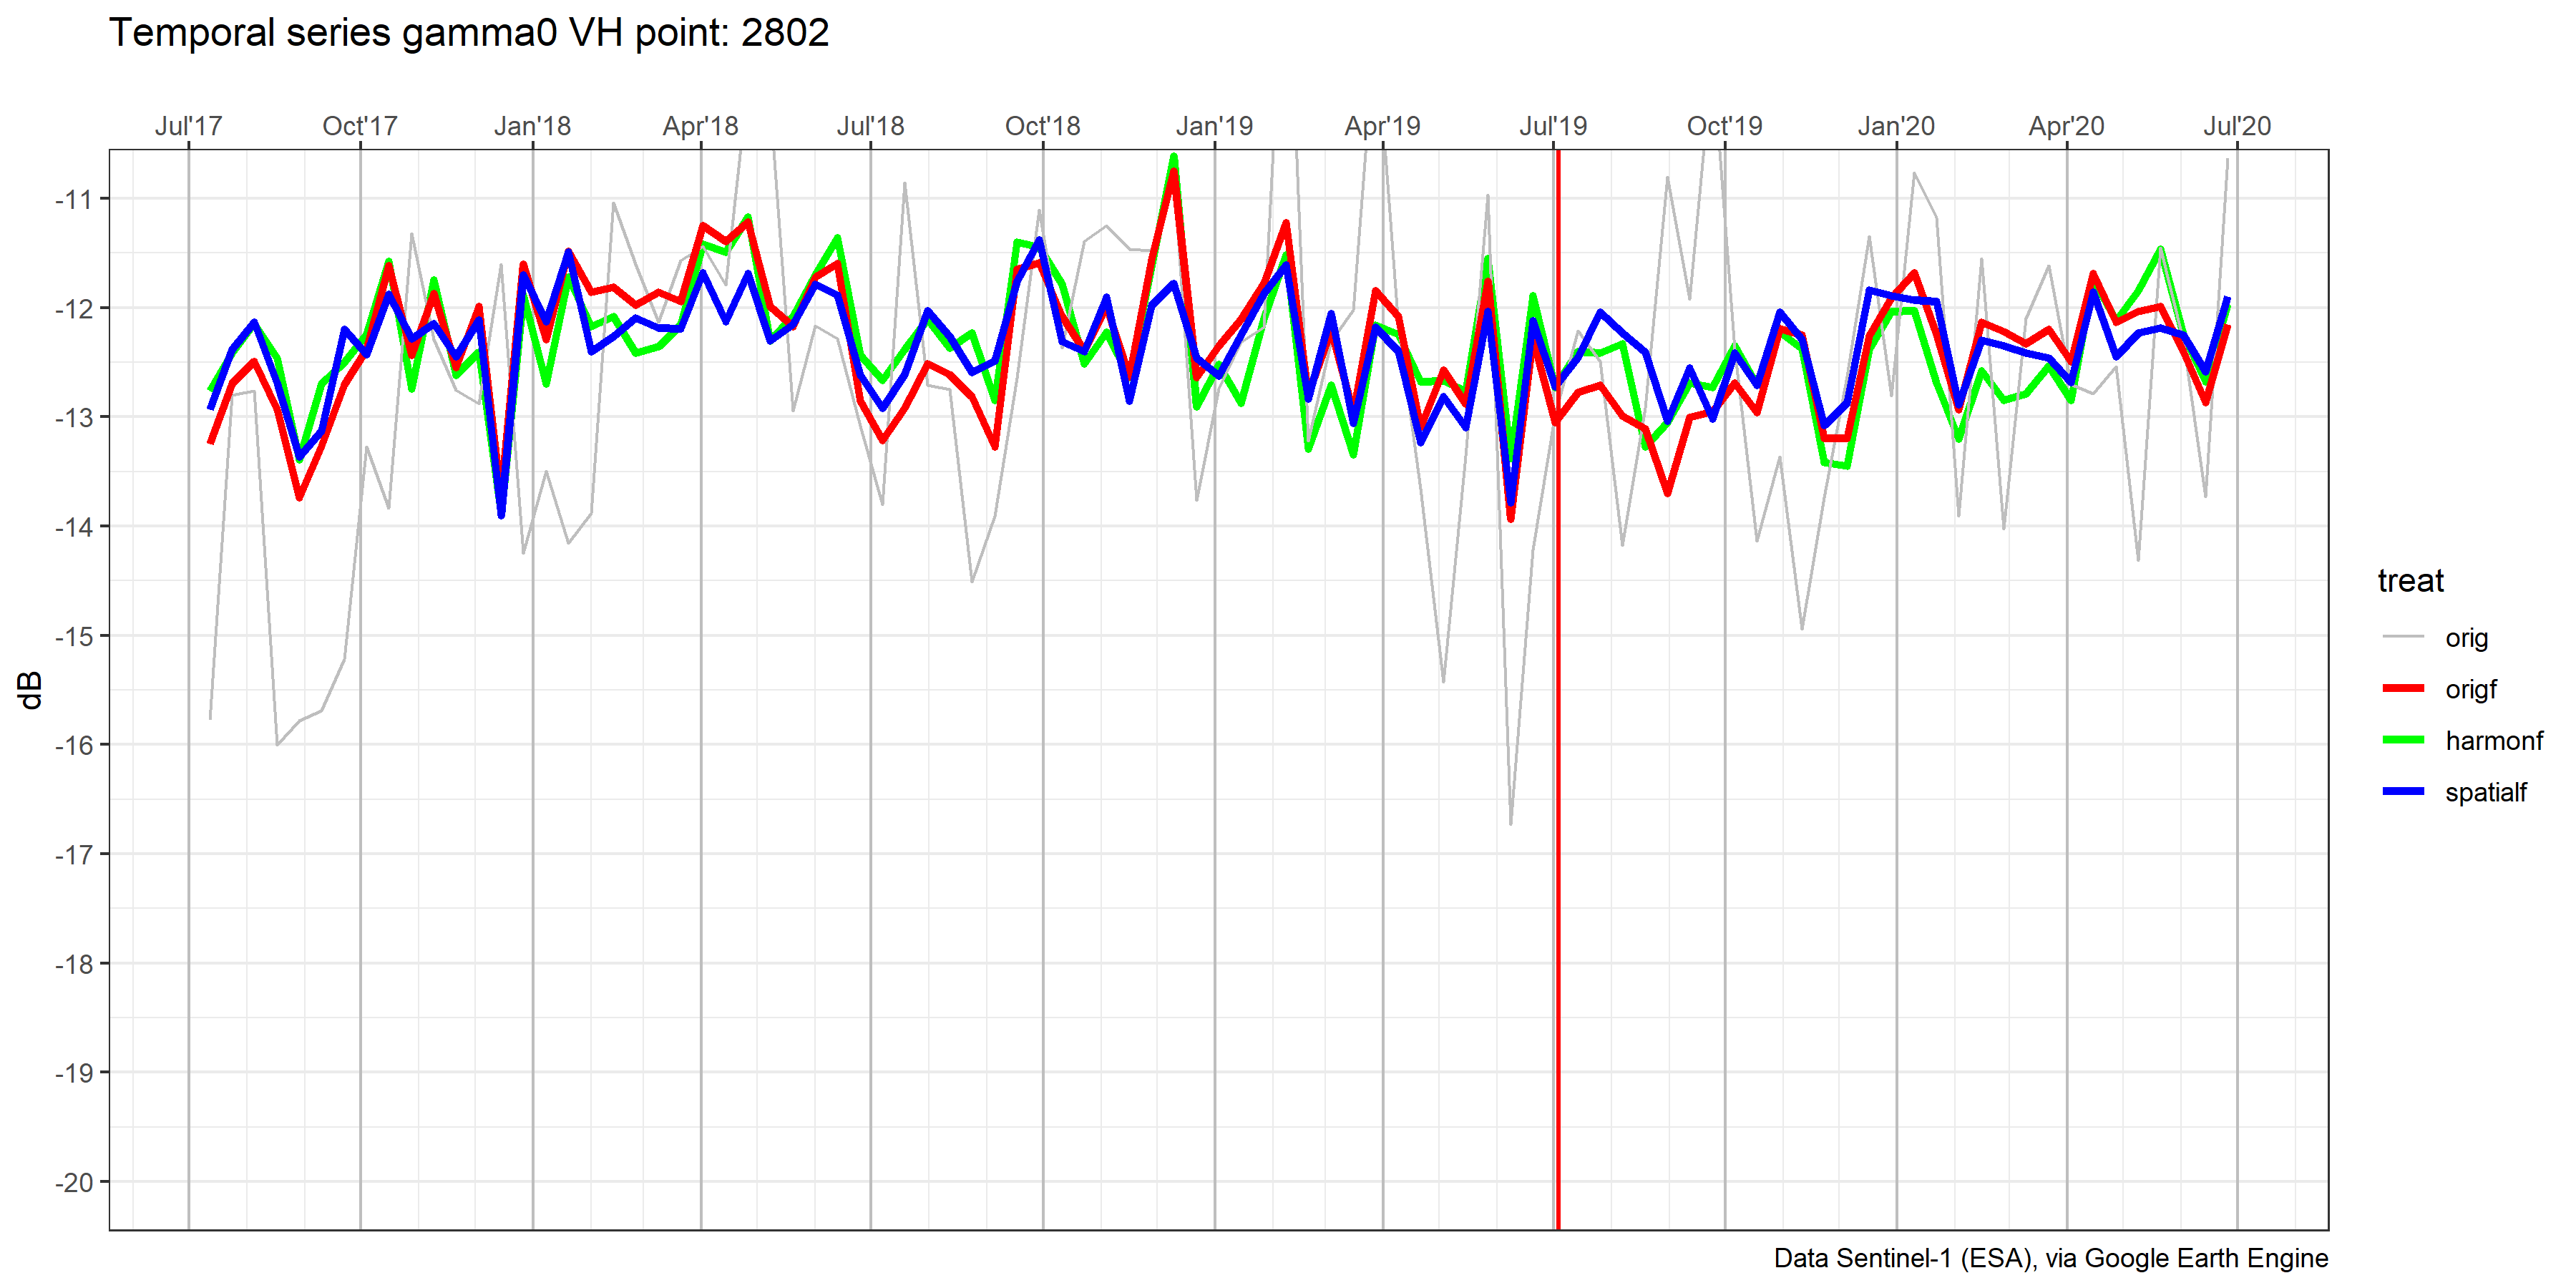 Temporal series gamma0 VH point: 2802
Jul'17 Oct'17 Jan'18 Apr'18 Jul'18 Oct'18 Jan'19 Apr'19 Jul'19 Oct'19 Jan'20 Apr'20 Jul'20
-11
-12
-13
-14
-15
-16
-17
-18
-19
-20
dB
treat
orig
origf
harmonf
spatialf
Data Sentinel-1 (ESA), via Google Earth Engine